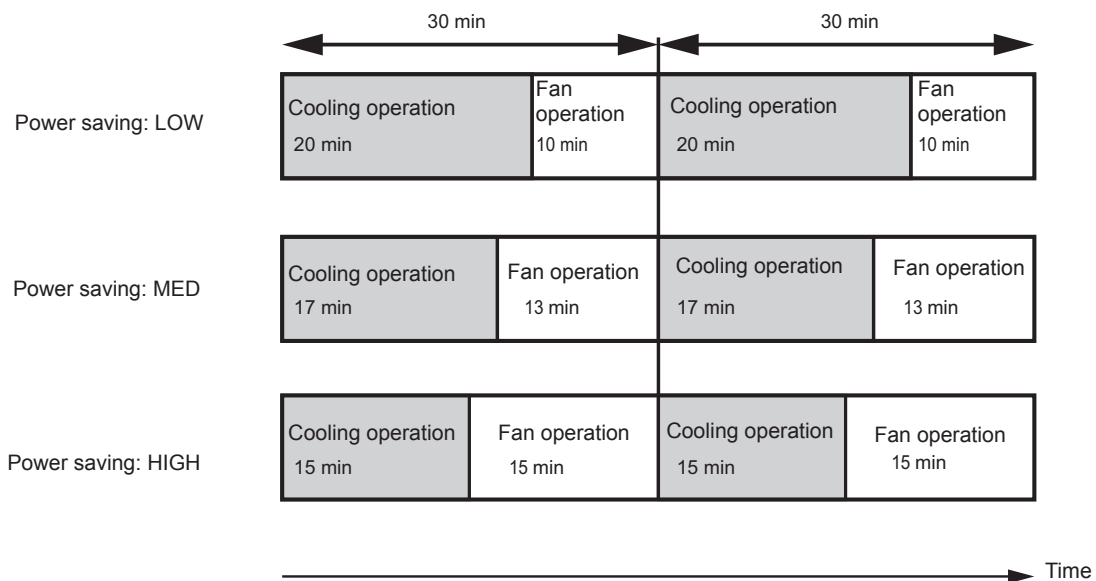 30 min
30 min
Power saving: LOW
Cooling operation
20 min
Fan
operation
10 min
Cooling operation
20 min
Fan
operation
10 min
Power saving: MED
Cooling operation
17 min
Fan operation
13 min
Cooling operation
17 min
Fan operation
13 min
Power saving: HIGH
Cooling operation
15 min
Fan operation
15 min
Cooling operation
15 min
Fan operation
15 min
Time